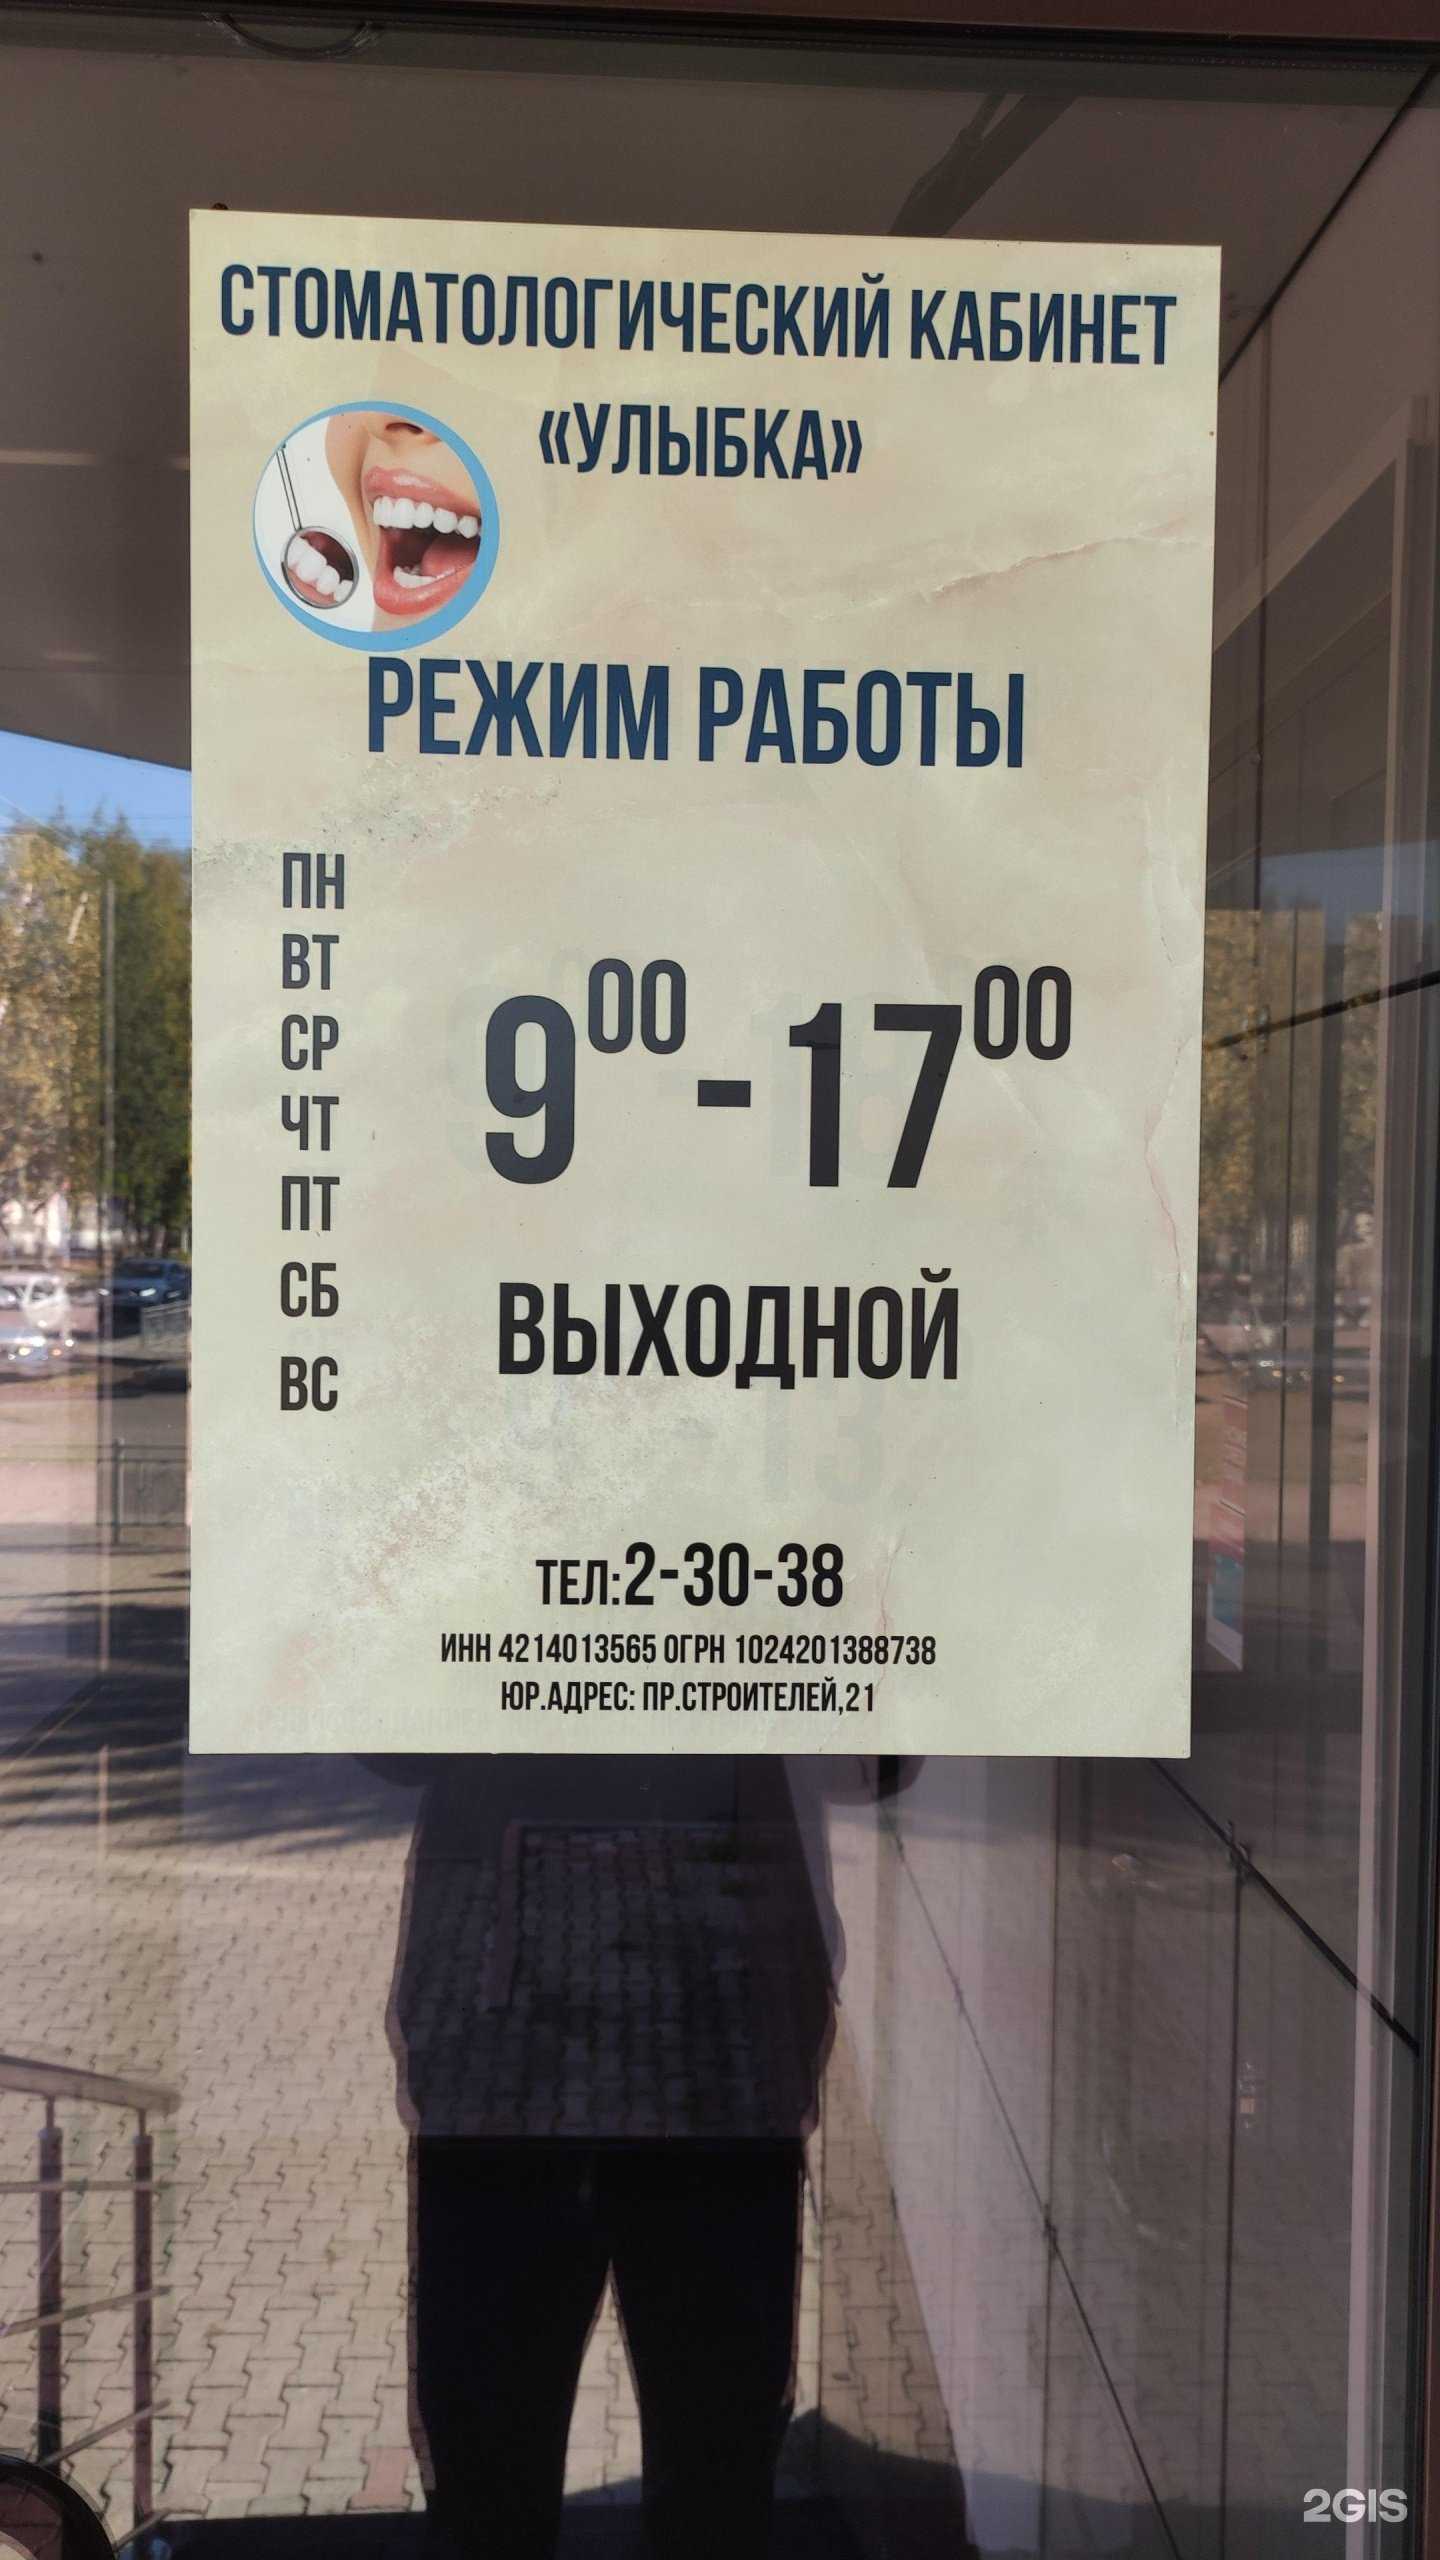 СТОМАТОЛОГИЧЕСКИЙ КАБИНЕТ
«УЛЫБКА»
РЕЖИМ РАБОТЫ
ПН
ВТ
СР
ЧТ
ПТ
9⁰⁰-17⁰⁰
СБ
ВС
ВЫХОДНОЙ
ТЕЛ:2-30-38
ИНН 4214013565 ОГРН 1024201388738
ЮР.АДРЕС: ПР.СТРОИТЕЛЕЙ,21
2GIS